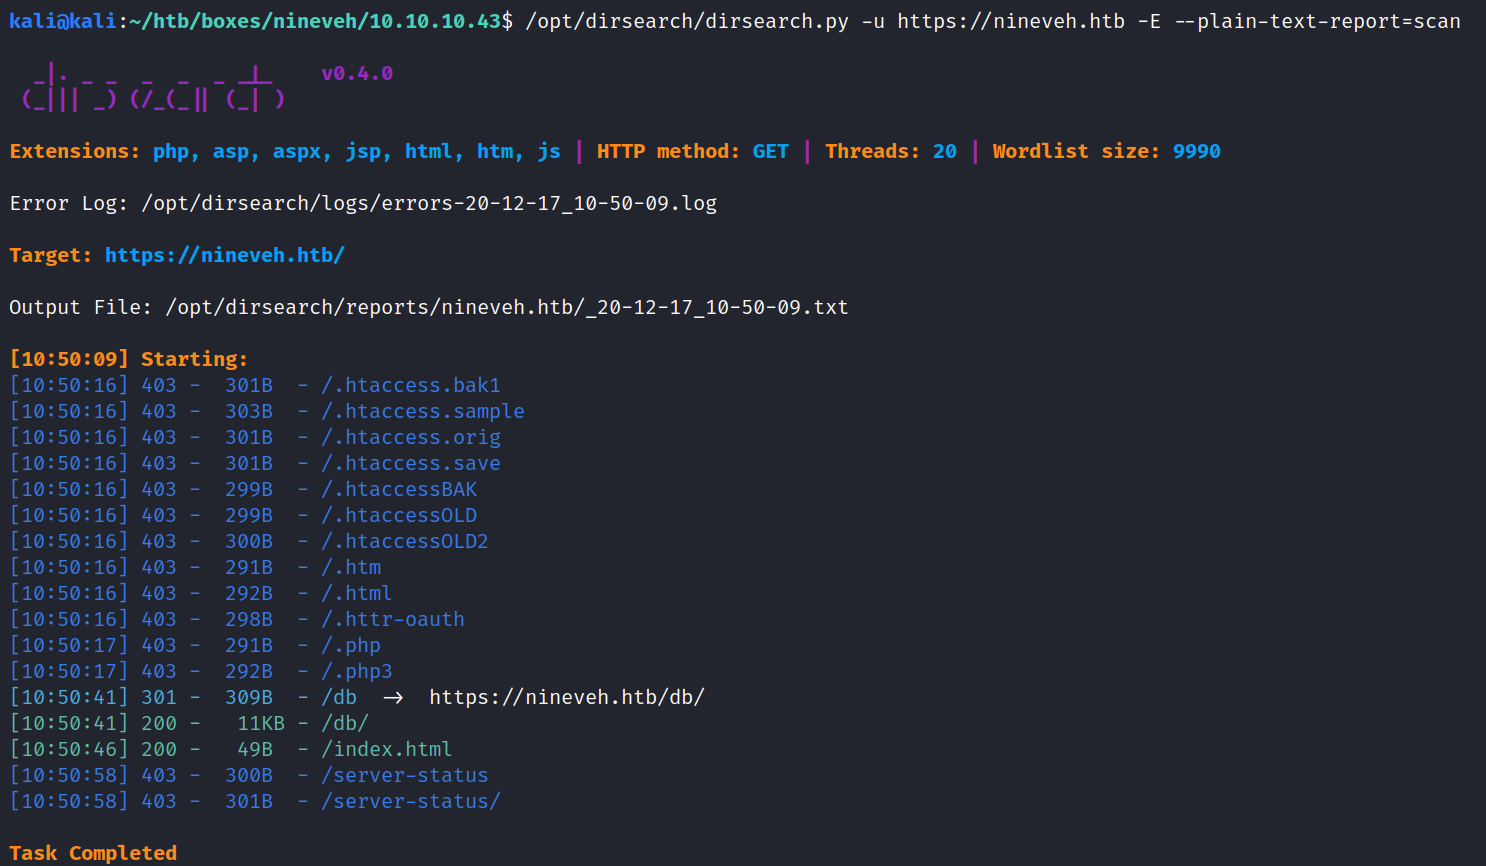 kali@kali:~/htb/boxes/nineveh/10.10.10.43$ /opt/dirsearch/dirsearch.py -u https://nineveh.htb -E --plain-text-report=scan
  _|. _ _  _  _  _ _|_    v0.4.0
 (_||| _) (/_(_|| (_| )
Extensions: php, asp, aspx, jsp, html, htm, js | HTTP method: GET | Threads: 20 | Wordlist size: 9990
Error Log: /opt/dirsearch/logs/errors-20-12-17_10-50-09.log
Target: https://nineveh.htb/
Output File: /opt/dirsearch/reports/nineveh.htb/_20-12-17_10-50-09.txt
[10:50:09] Starting:
[10:50:16] 403 -  301B  - /.htaccess.bak1
[10:50:16] 403 -  303B  - /.htaccess.sample
[10:50:16] 403 -  301B  - /.htaccess.orig
[10:50:16] 403 -  301B  - /.htaccess.save
[10:50:16] 403 -  299B  - /.htaccessBAK
[10:50:16] 403 -  299B  - /.htaccessOLD
[10:50:16] 403 -  300B  - /.htaccessOLD2
[10:50:16] 403 -  291B  - /.htm
[10:50:16] 403 -  292B  - /.html
[10:50:16] 403 -  298B  - /.httr-oauth
[10:50:17] 403 -  291B  - /.php
[10:50:17] 403 -  292B  - /.php3
[10:50:41] 301 -  309B  - /db  ->  https://nineveh.htb/db/
[10:50:41] 200 -   11KB - /db/
[10:50:46] 200 -   49B  - /index.html
[10:50:58] 403 -  300B  - /server-status
[10:50:58] 403 -  301B  - /server-status/
Task Completed